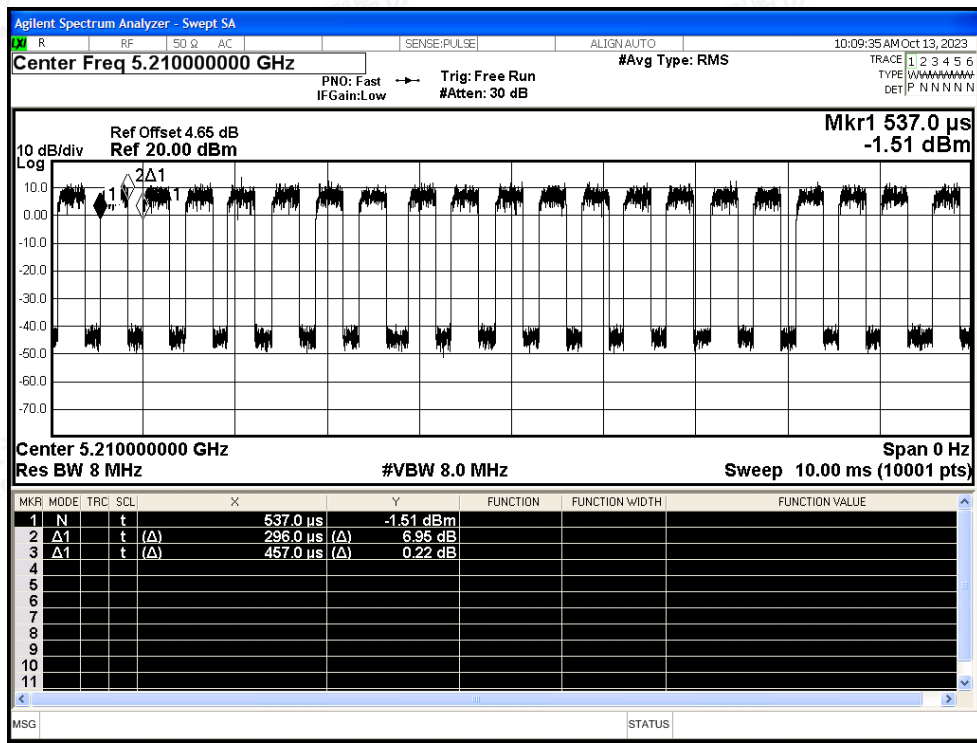 Agilent Spectrum Analyzer - Swept SA
LXI R RF 50 Ω AC SENSE:PULSE ALIGN AUTO 10:09:35 AM Oct 13, 2023
Center Freq 5.210000000 GHz #Avg Type: RMS TRACE 1 2 3 4 5 6
PNO: Fast Trig: Free Run TYPE W
IFGain:Low #Atten: 30 dB DET P N N N N N
Mkr1 537.0 µs
Ref Offset 4.65 dB
10 dB/div Ref 20.00 dBm -1.51 dBm
Log
2Δ1
10.0
0.00
-10.0
-20.0
-30.0
-40.0
-50.0
-60.0
-70.0
Center 5.210000000 GHz Span 0 Hz
Res BW 8 MHz #VBW 8.0 MHz Sweep 10.00 ms (10001 pts)
MKR MODE TRC SCL X Y FUNCTION FUNCTION WIDTH FUNCTION VALUE
1 N t 537.0 µs -1.51 dBm
2 Δ1 t (Δ) 296.0 µs (Δ) 6.95 dB
3 Δ1 t (Δ) 457.0 µs (Δ) 0.22 dB
4
5
6
7
8
9
10
11
MSG STATUS